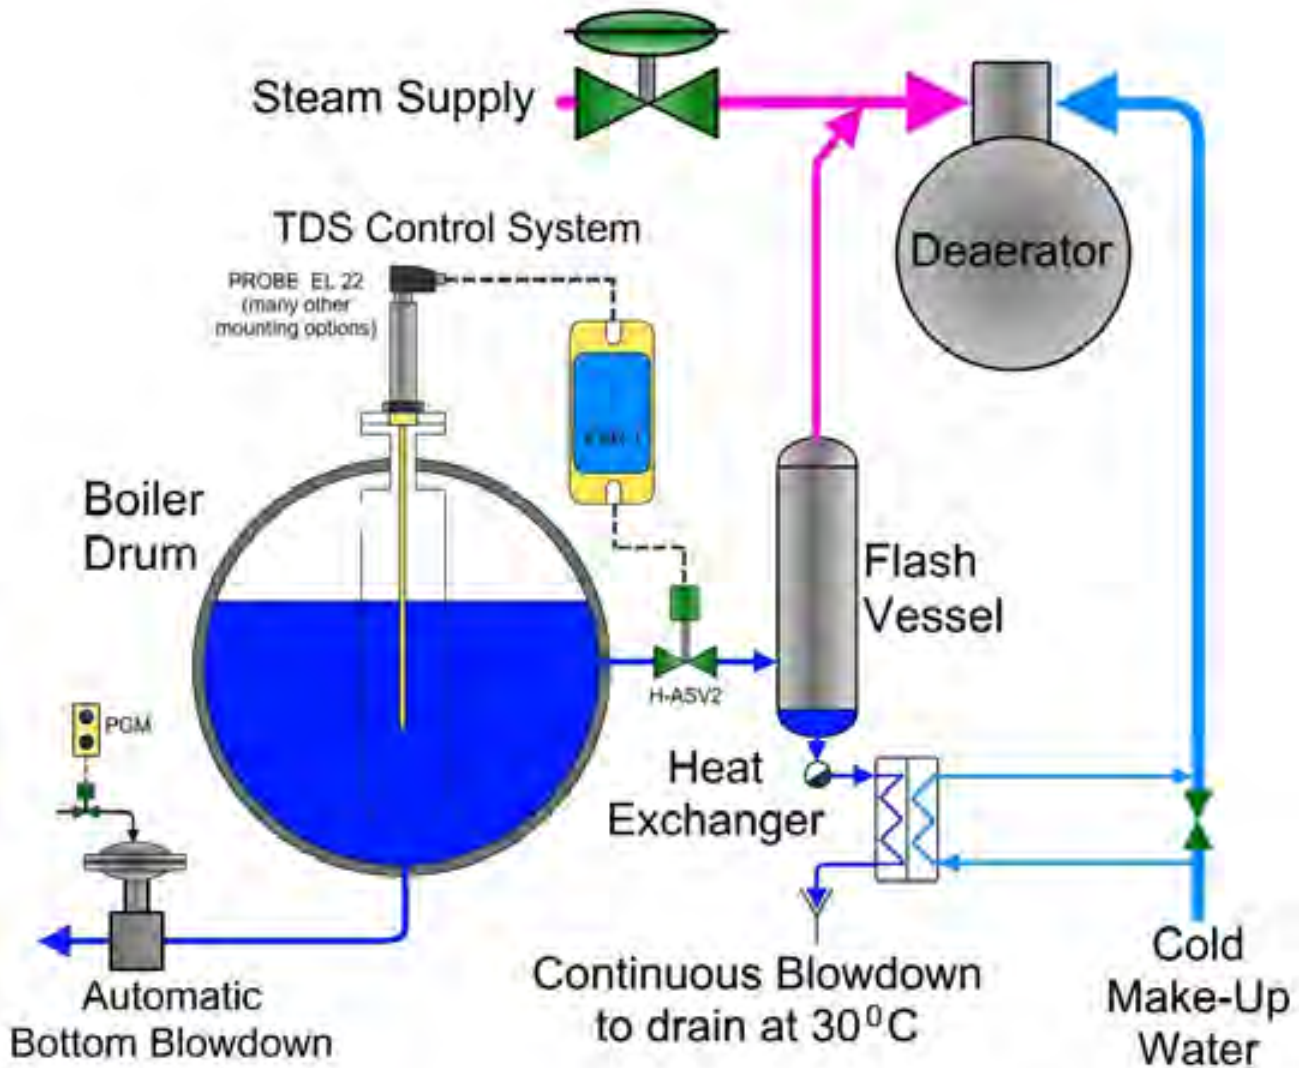 Steam Supply
TDS Control System
PROBE EL 22
(many other
mounting options)
Deaerator
Boiler
Drum
Flash
Vessel
H-ASV2
PGM
Heat
Exchanger
Automatic
Bottom Blowdown
Continuous Blowdown
to drain at 30⁰C
Cold
Make-Up
Water